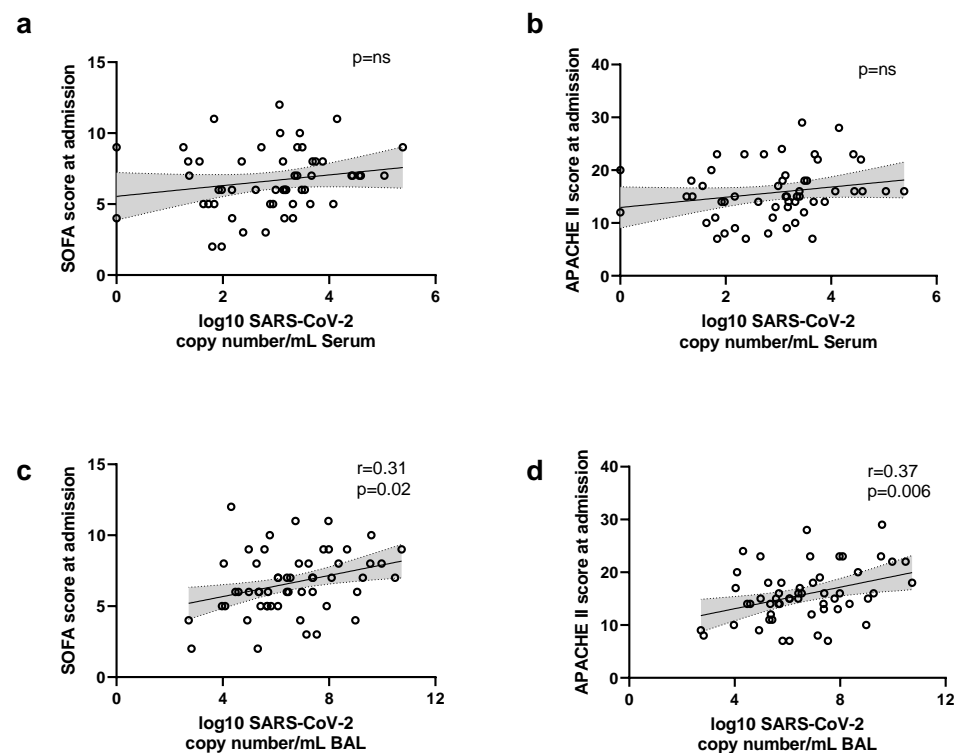 a
p=ns
SOFA score at admission
15
10
5
0
0
2
4
6
log10 SARS-CoV-2
copy number/mL Serum
b
p=ns
APACHE II score at admission
40
30
20
10
0
0
2
4
6
log10 SARS-CoV-2
copy number/mL Serum
c
r=0.31
p=0.02
SOFA score at admission
15
10
5
0
0
4
8
12
log10 SARS-CoV-2
copy number/mL BAL
d
r=0.37
p=0.006
APACHE II score at admission
40
30
20
10
0
0
4
8
12
log10 SARS-CoV-2
copy number/mL BAL